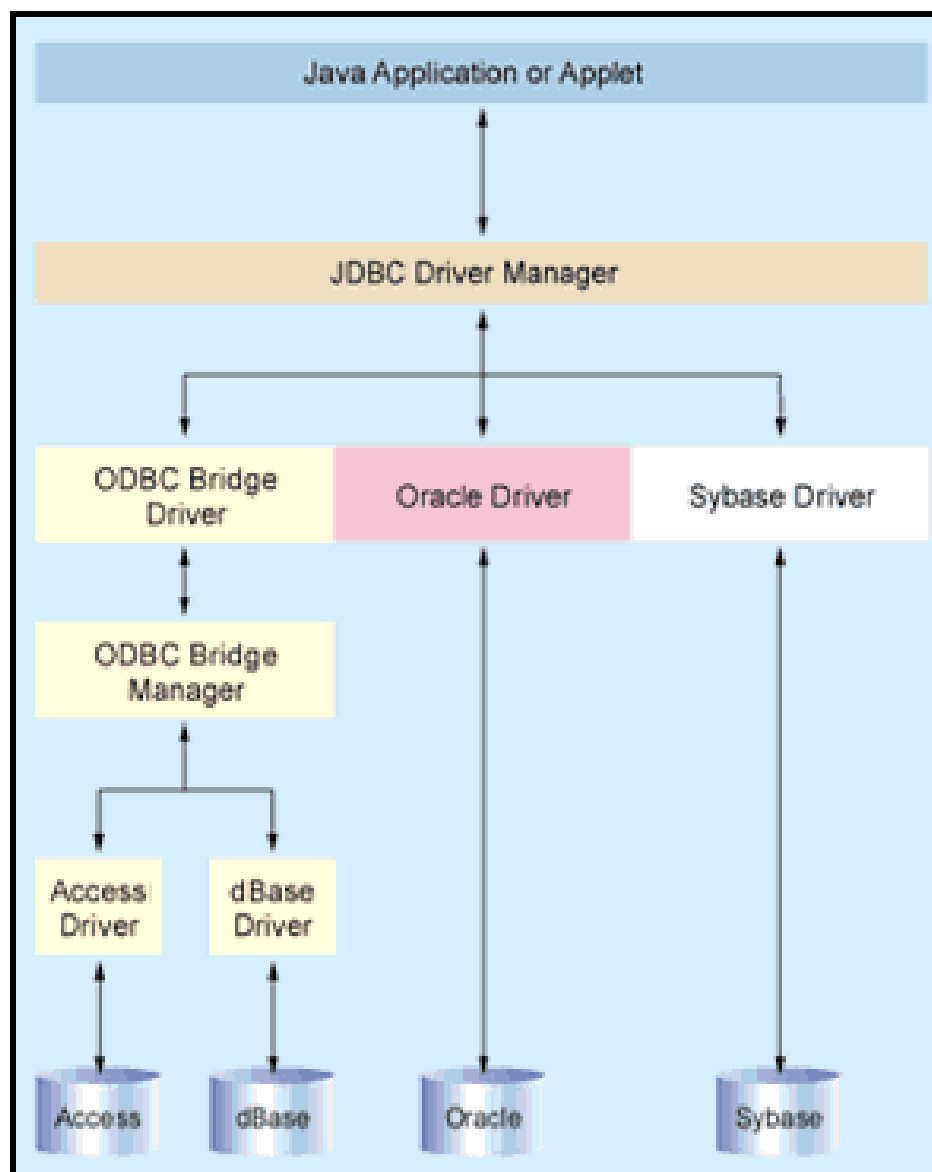 Java Application or Applet
JDBC Driver Manager
ODBC Bridge
Driver
Oracle Driver
Sybase Driver
ODBC Bridge
Manager
Access
Driver
dBase
Driver
Access
dBase
Oracle
Sybase